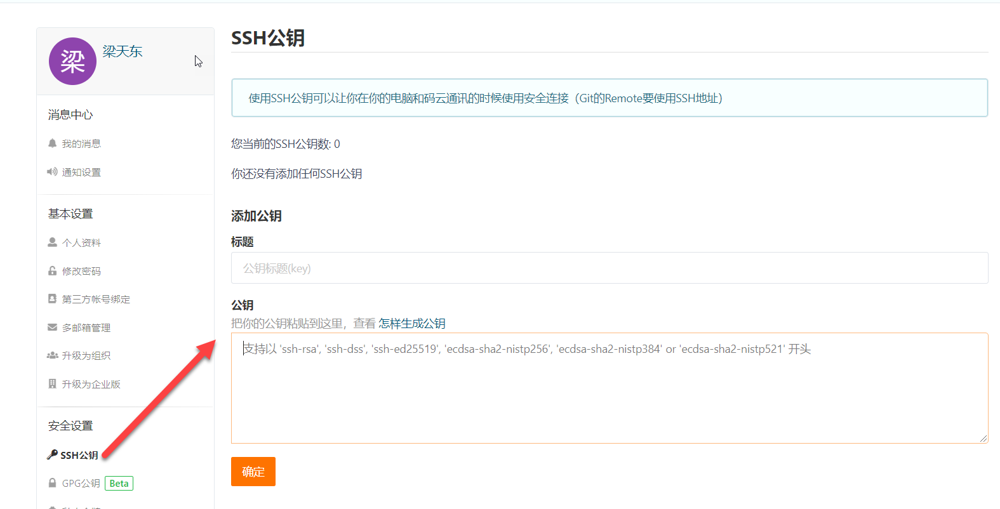 梁
梁天东
消息中心
我的消息
通知设置
基本设置
个人资料
修改密码
第三方帐号绑定
多邮箱管理
升级为组织
升级为企业版
安全设置
SSH公钥
GPG公钥 Beta
SSH公钥
使用SSH公钥可以让你在你的电脑和码云通讯的时候使用安全连接（Git的Remote要使用SSH地址）
您当前的SSH公钥数: 0
你还没有添加任何SSH公钥
添加公钥
标题
公钥标题(key)
公钥
把你的公钥粘贴到这里，查看 怎样生成公钥
支持以 'ssh-rsa', 'ssh-dss', 'ssh-ed25519', 'ecdsa-sha2-nistp256', 'ecdsa-sha2-nistp384' or 'ecdsa-sha2-nistp521' 开头
确定